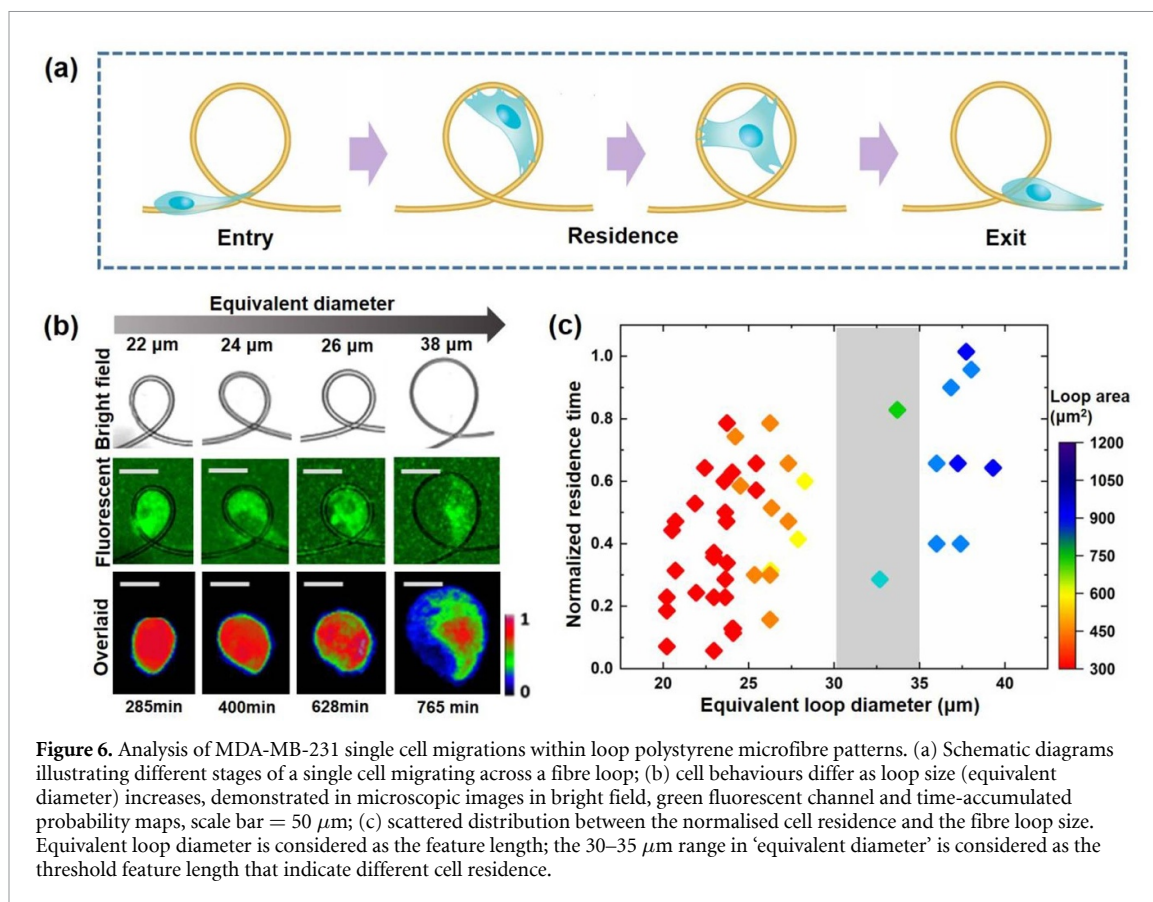 (a)
Entry
Residence
Exit
(b)
Equivalent diameter
22 μm
24 μm
26 μm
38 μm
Bright field
Fluorescent
Overlaid
1
0
285min
400min
628min
765 min
(c)
Normalized residence time
1.0
0.8
0.6
0.4
0.2
0.0
20
25
30
35
40
Equivalent loop diameter (μm)
Loop area
(μm²)
1200
1050
900
750
600
450
300
Figure 6. Analysis of MDA-MB-231 single cell migrations within loop polystyrene microfibre patterns. (a) Schematic diagrams
illustrating different stages of a single cell migrating across a fibre loop; (b) cell behaviours differ as loop size (equivalent
diameter) increases, demonstrated in microscopic images in bright field, green fluorescent channel and time-accumulated
probability maps, scale bar = 50 μm; (c) scattered distribution between the normalised cell residence and the fibre loop size.
Equivalent loop diameter is considered as the feature length; the 30–35 μm range in ‘equivalent diameter’ is considered as the
threshold feature length that indicate different cell residence.